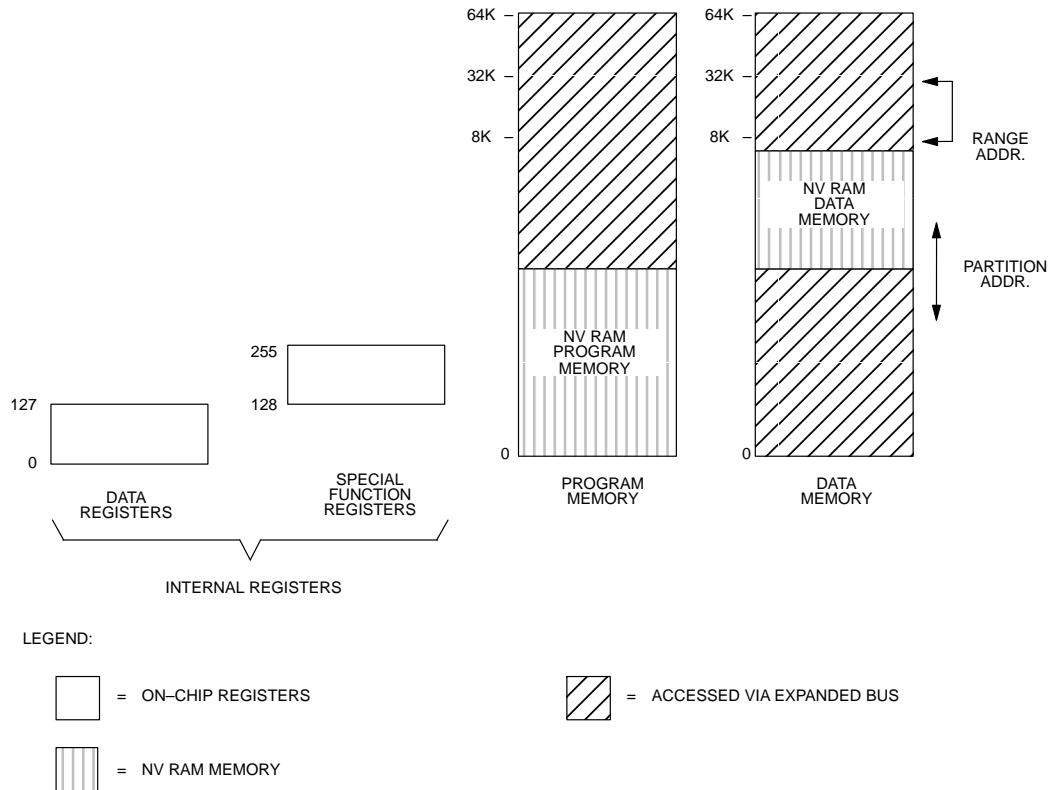 64K –
32K –
8K –
0
NV RAM
PROGRAM
MEMORY
PROGRAM
MEMORY
64K –
32K –
8K –
0
NV RAM
DATA
MEMORY
DATA
MEMORY
RANGE
ADDR.
PARTITION
ADDR.
127
0
DATA
REGISTERS
255
128
SPECIAL
FUNCTION
REGISTERS
INTERNAL REGISTERS
LEGEND:
= ON–CHIP REGISTERS
= ACCESSED VIA EXPANDED BUS
= NV RAM MEMORY